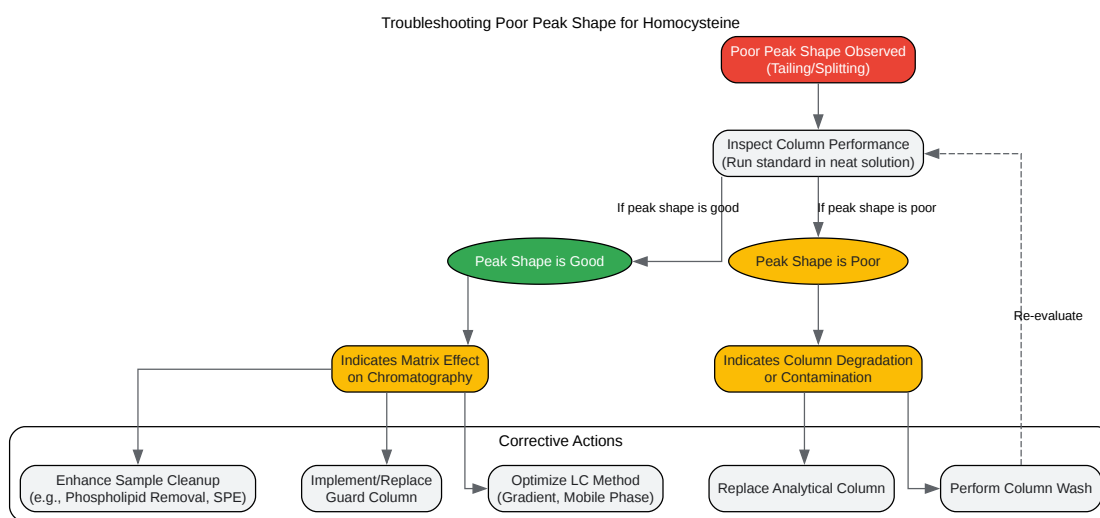 Troubleshooting Poor Peak Shape for Homocysteine
Poor Peak Shape Observed
(Tailing/Splitting)
Inspect Column Performance
(Run standard in neat solution)
If peak shape is good
If peak shape is poor
Peak Shape is Good
Peak Shape is Poor
Re-evaluate
Indicates Matrix Effect
on Chromatography
Indicates Column Degradation
or Contamination
Corrective Actions
Enhance Sample Cleanup
(e.g., Phospholipid Removal, SPE)
Implement/Replace
Guard Column
Optimize LC Method
(Gradient, Mobile Phase)
Replace Analytical Column
Perform Column Wash